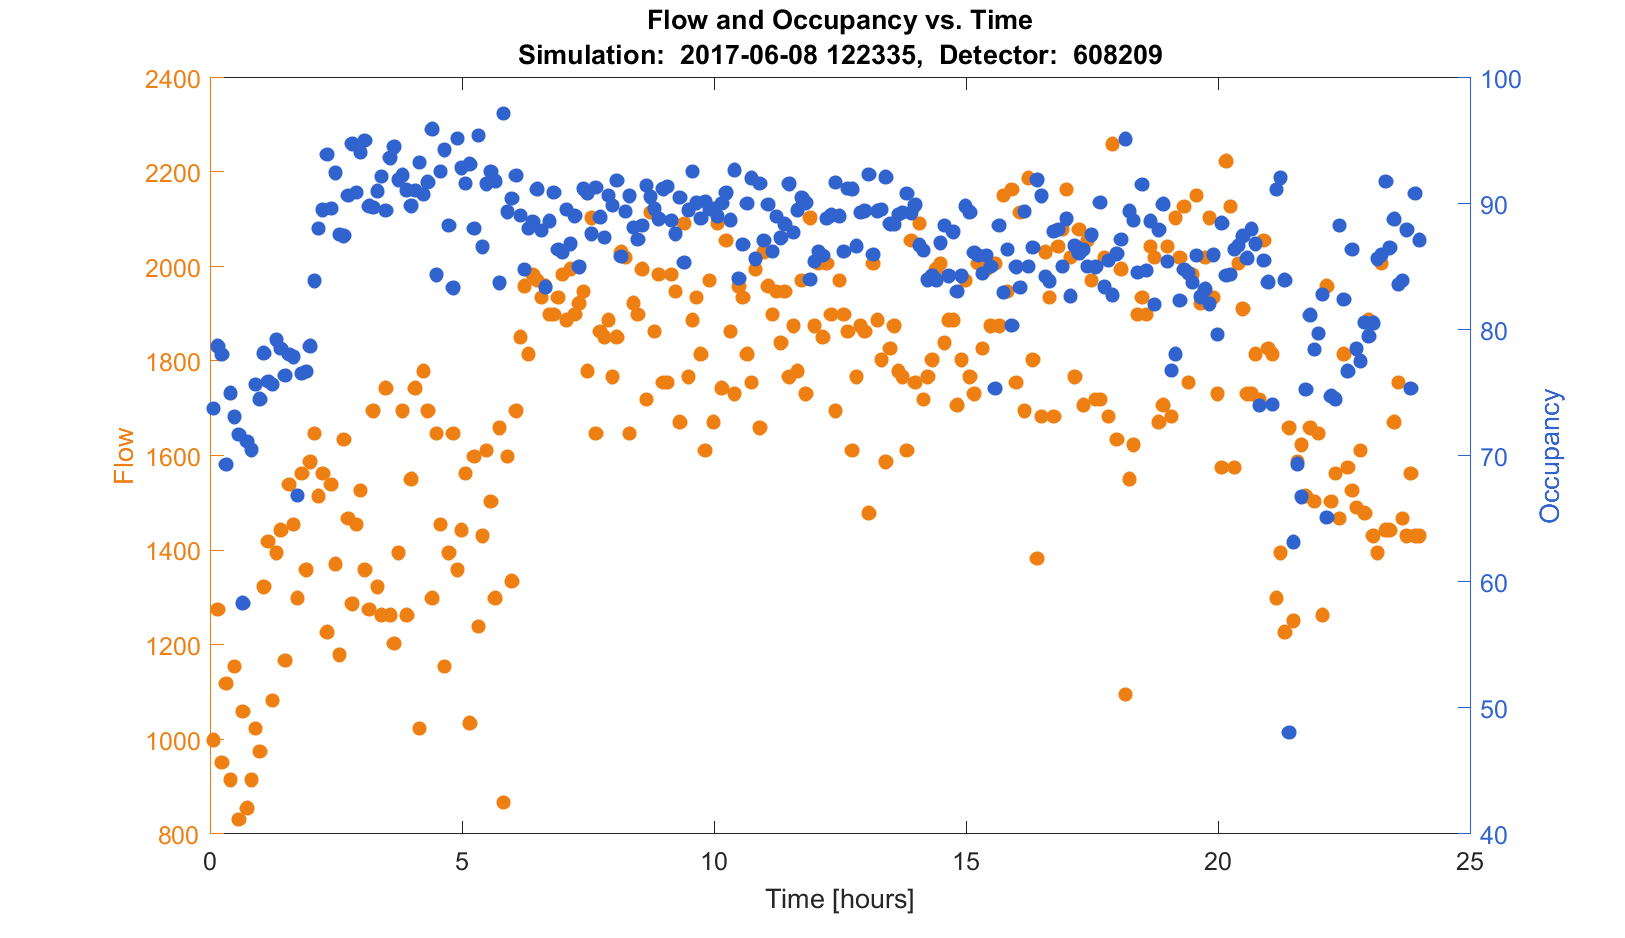 Flow and Occupancy vs. Time
Simulation:  2017-06-08 122335,  Detector:  608209
2400
2200
2000
1800
1600
1400
1200
1000
800
Flow
100
90
80
70
60
50
40
Occupancy
0 5 10 15 20 25
Time [hours]